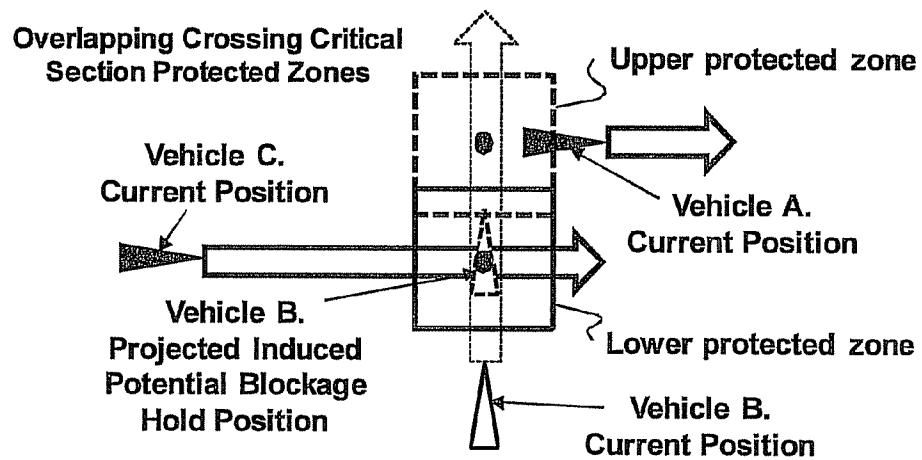 Overlapping Crossing Critical
Section Protected Zones
Upper protected zone
Vehicle C.
Current Position
Vehicle A.
Current Position
Vehicle B.
Projected Induced
Potential Blockage
Hold Position
Lower protected zone
Vehicle B.
Current Position